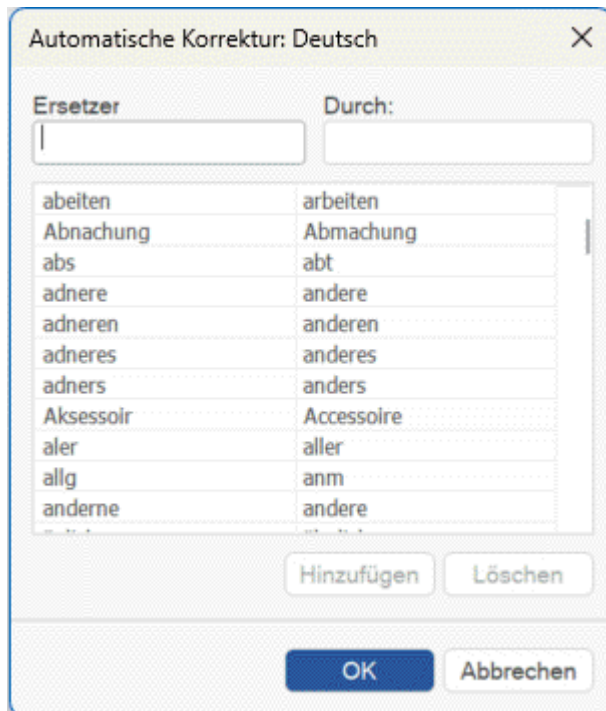 Automatische Korrektur: Deutsch
Ersetzer Durch:
abeiten arbeiten
Abnachung Abmachung
abs abt
adnere andere
adneren anderen
adneres anderes
adners anders
Aksessoir Accessoire
aler aller
allg anm
anderne andere
Hinzufügen Löschen
OK Abbrechen